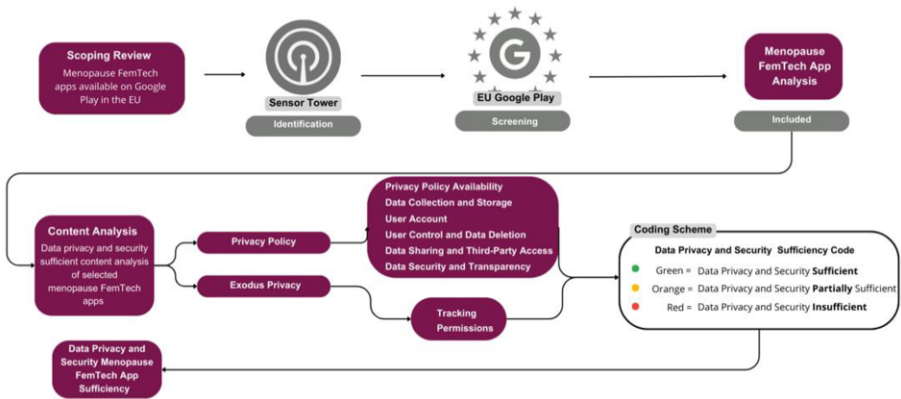 Scoping Review
Menopause FemTech
apps available on Google
Play in the EU
Sensor Tower
Identification
G
EU Google Play
Screening
Menopause
FemTech App
Analysis
Included
Content Analysis
Data privacy and security
sufficient content analysis
of selected
menopause FemTech
apps
Privacy Policy
Exodus Privacy
Privacy Policy Availability
Data Collection and Storage
User Account
User Control and Data Deletion
Data Sharing and Third-Party Access
Data Security and Transparency
Tracking
Permissions
Coding Scheme
Data Privacy and Security Sufficiency Code
Green = Data Privacy and Security Sufficient
Orange = Data Privacy and Security Partially Sufficient
Red = Data Privacy and Security Insufficient
Data Privacy and
Security Menopause
FemTech App
Sufficiency